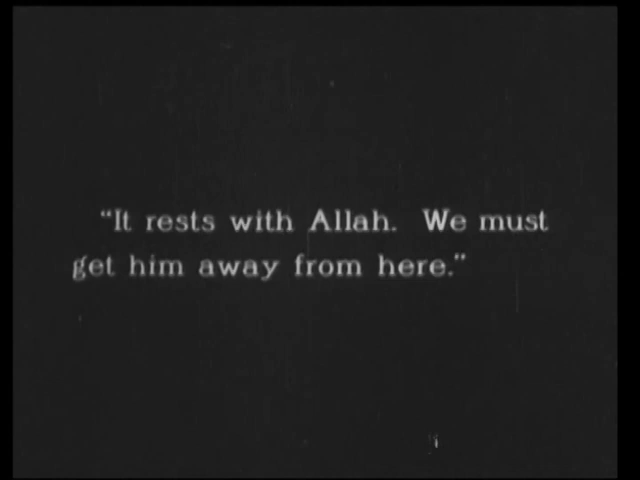 “It rests with Allah. We must
get him away from here.”